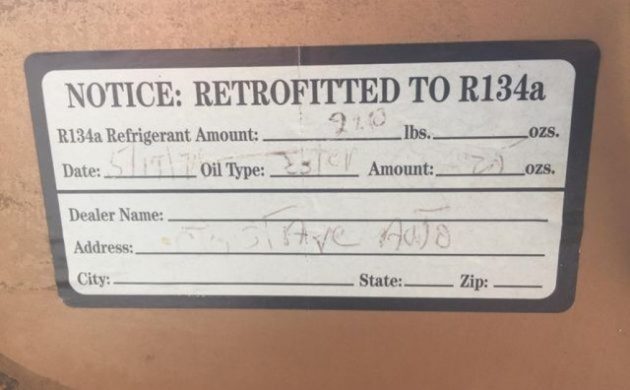 NOTICE: RETROFITTED TO R134a
R134a Refrigerant Amount: lbs. ozs.
Date: Oil Type: Amount: ozs.
Dealer Name:
Address: Auto
City: State: Zip: